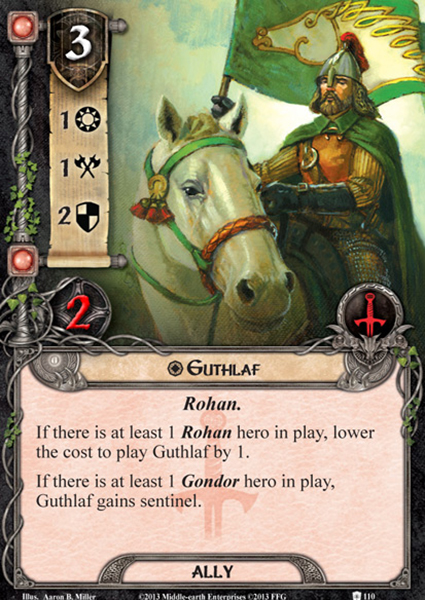 3
1
1
2
2
GUTHLAF
Rohan.
If there is at least 1 Rohan hero in play, lower
the cost to play Guthlaf by 1.
If there is at least 1 Gondor hero in play,
Guthlaf gains sentinel.
ALLY
Illus. Aaron B. Miller ©2013 Middle-earth Enterprises ©2013 FFG 110